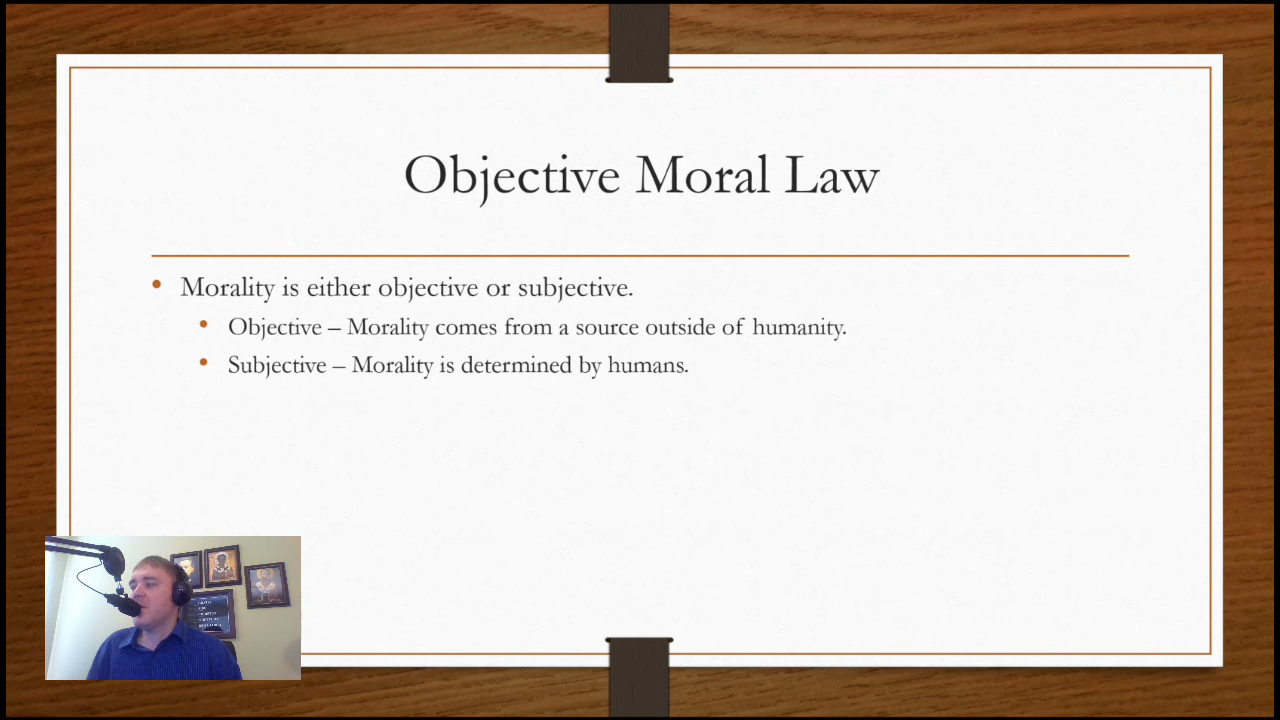 Objective Moral Law
• Morality is either objective or subjective.
• Objective – Morality comes from a source outside of humanity.
• Subjective – Morality is determined by humans.